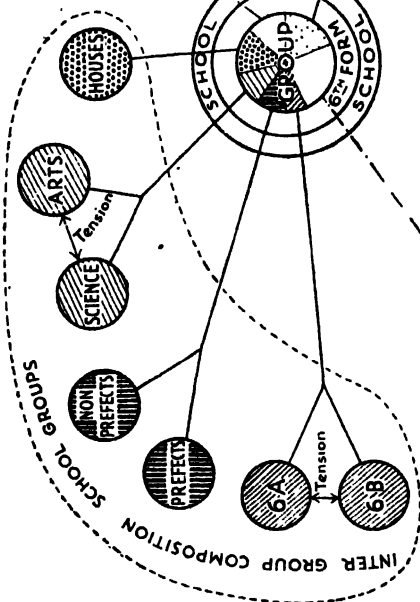 SCHOOL
GROUP
6TH FORM
SCHOOL
HOUSES
ARTS
Tension
SCIENCE
NON
PREFECTS
PREFECTS
6A
Tension
6B
SCHOOL GROUPS
INTER GROUP COMPOSITION